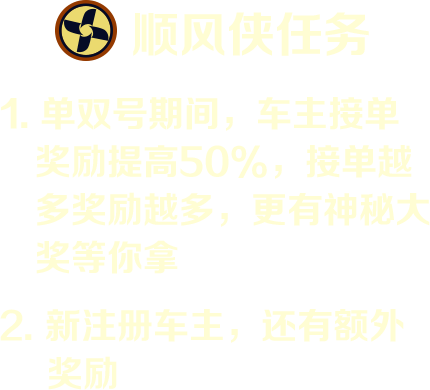 顺风侠任务
1. 单双号期间，车主接单
奖励提高50%，接单越
多奖励越多，更有神秘大
奖等你拿
2. 新注册车主，还有额外
奖励